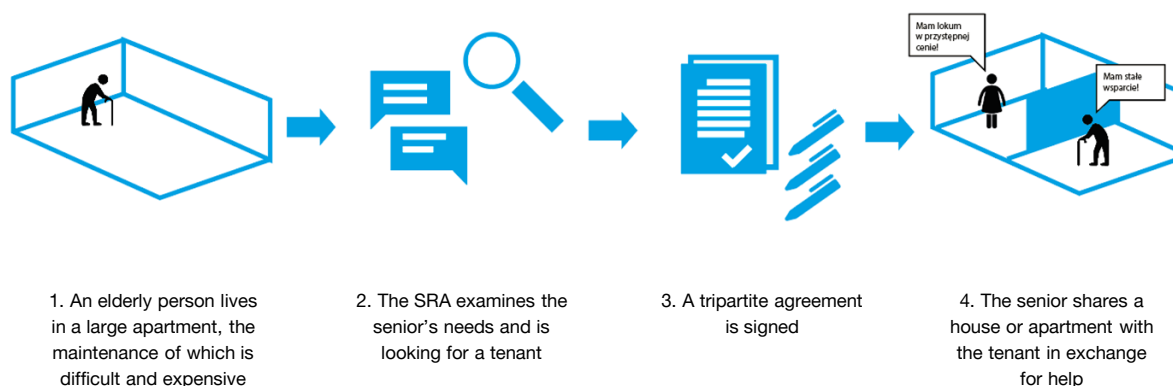 Mam lokum
w przystępnej
cenie!
Mam stałe
wsparcie!
1. An elderly person lives
in a large apartment, the
maintenance of which is
difficult and expensive
2. The SRA examines the
senior's needs and is
looking for a tenant
3. A tripartite agreement
is signed
4. The senior shares a
house or apartment with
the tenant in exchange
for help